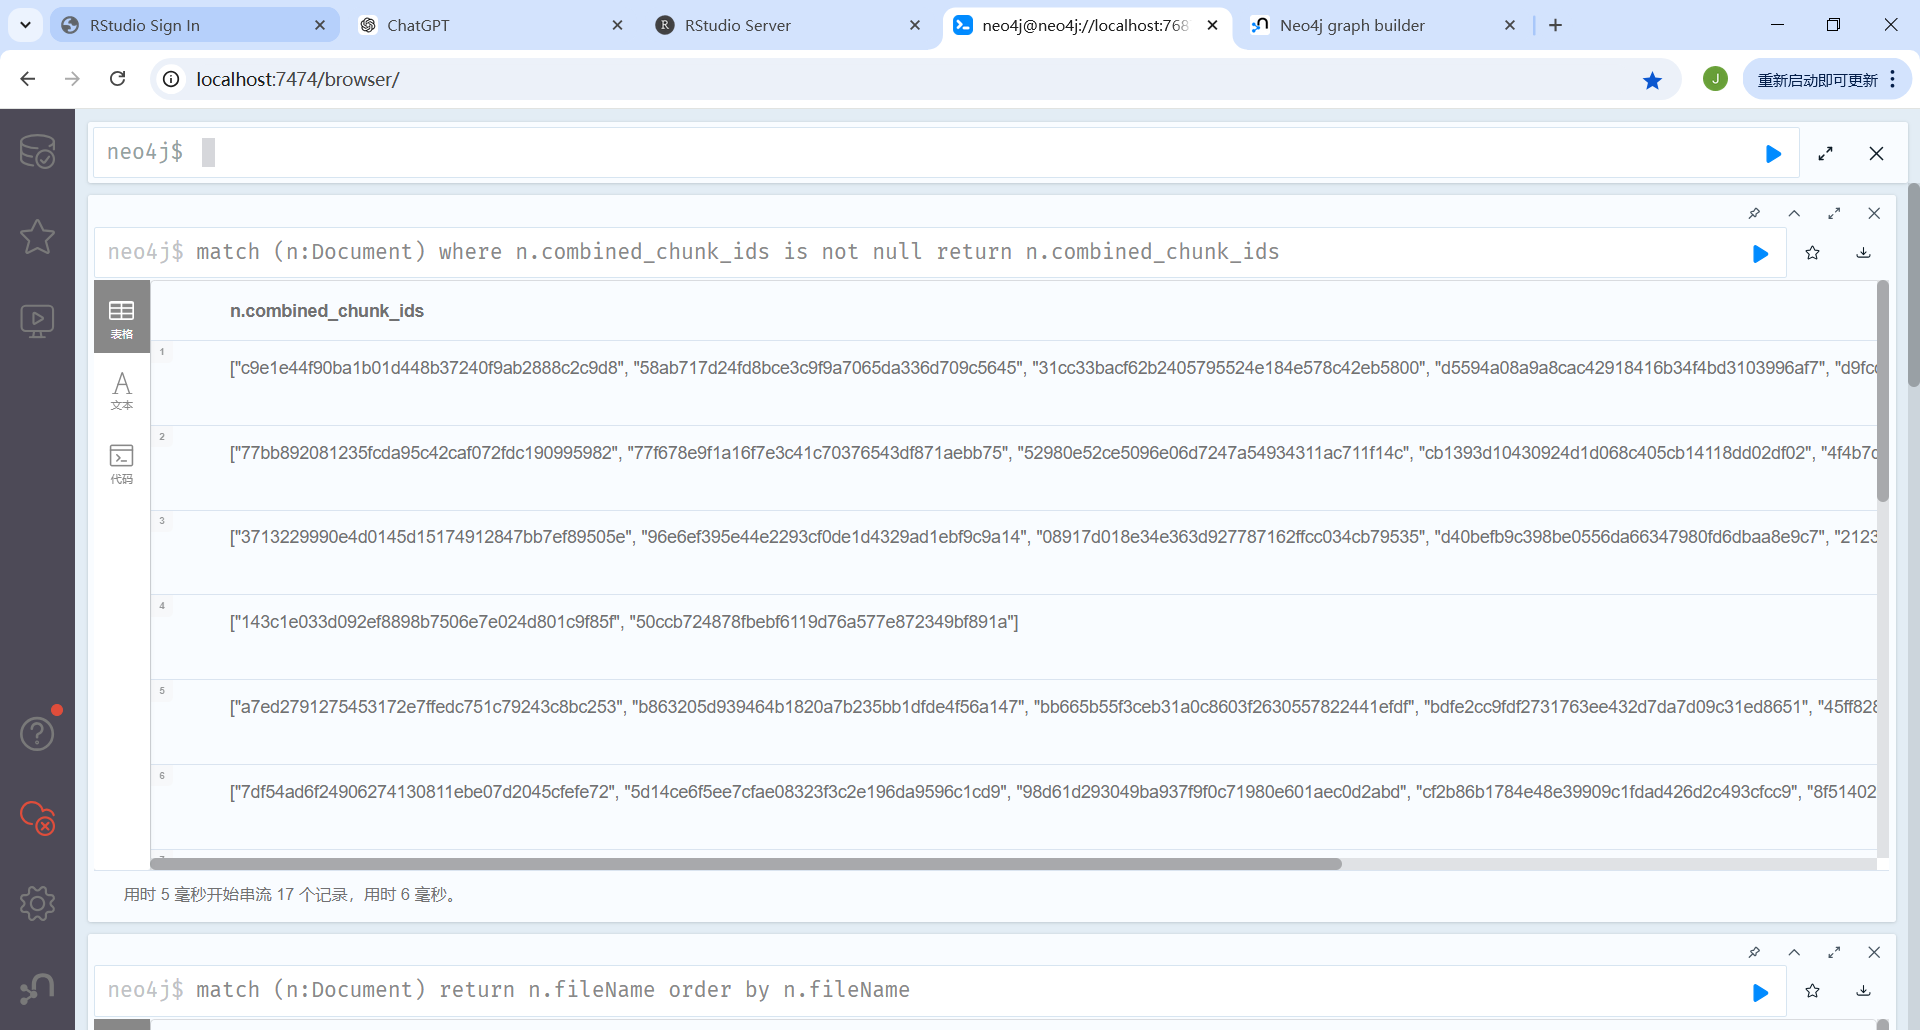 RStudio Sign In
ChatGPT
RStudio Server
neo4j@neo4j://localhost:768
Neo4j graph builder
localhost:7474/browser/
J
重新启动即可更新
neo4j$
neo4j$ match (n:Document) where n.combined_chunk_ids is not null return n.combined_chunk_ids
表格
文本
代码
n.combined_chunk_ids
1
["c9e1e44f90ba1b01d448b37240f9ab2888c2c9d8", "58ab717d24fd8bce3c9f9a7065da336d709c5645", "31cc33bacf62b2405795524e184e578c42eb5800", "d5594a08a9a8cac42918416b34f4bd3103996af7", "d9fcc
2
["77bb892081235fcda95c42caf072fdc190995982", "77f678e9f1a16f7e3c41c70376543df871aebb75", "52980e52ce5096e06d7247a54934311ac711f14c", "cb1393d10430924d1d068c405cb14118dd02df02", "4f4b7c
3
["3713229990e4d0145d15174912847bb7ef89505e", "96e6ef395e44e2293cf0de1d4329ad1ebf9c9a14", "08917d018e34e363d927787162ffcc034cb79535", "d40befb9c398be0556da66347980fd6dbaa8e9c7", "2123
4
["143c1e033d092ef8898b7506e7e024d801c9f85f", "50ccb724878fbebf6119d76a577e872349bf891a"]
5
["a7ed2791275453172e7ffedc751c79243c8bc253", "b863205d939464b1820a7b235bb1dfde4f56a147", "bb665b55f3ceb31a0c8603f2630557822441efdf", "bdfe2cc9fdf2731763ee432d7da7d09c31ed8651", "45ff828
6
["7df54ad6f24906274130811ebe07d2045cfefe72", "5d14ce6f5ee7cfae08323f3c2e196da9596c1cd9", "98d61d293049ba937f9f0c71980e601aec0d2abd", "cf2b86b1784e48e39909c1fdad426d2c493cfcc9", "8f51402
用时 5 毫秒开始串流 17 个记录，用时 6 毫秒。
neo4j$ match (n:Document) return n.fileName order by n.fileName